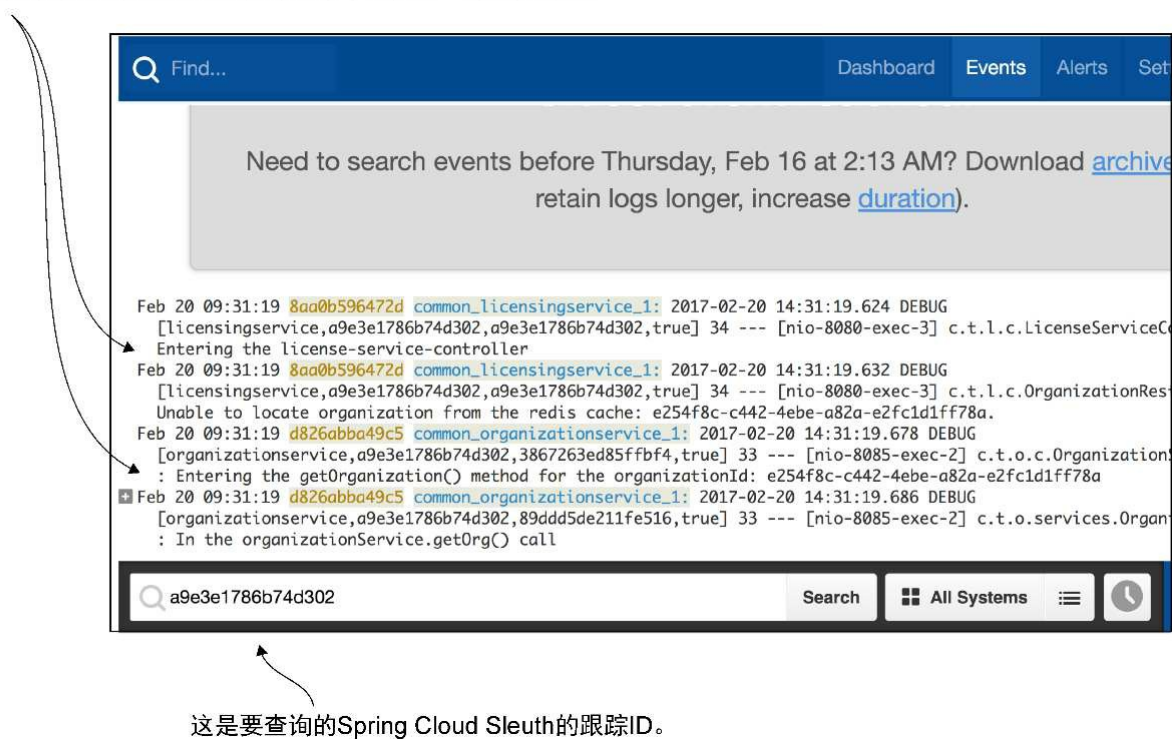 Find...
Dashboard Events Alerts Set
Need to search events before Thursday, Feb 16 at 2:13 AM? Download archive
retain logs longer, increase duration).
Feb 20 09:31:19 8aa0b596472d common_licensingservice_1: 2017-02-20 14:31:19.624 DEBUG
[licensingservice,a9e3e1786b74d302,a9e3e1786b74d302,true] 34 --- [nio-8080-exec-3] c.t.l.c.LicenseServiceCo
Entering the license-service-controller
Feb 20 09:31:19 8aa0b596472d common_licensingservice_1: 2017-02-20 14:31:19.632 DEBUG
[licensingservice,a9e3e1786b74d302,a9e3e1786b74d302,true] 34 --- [nio-8080-exec-3] c.t.l.c.OrganizationRes
Unable to locate organization from the redis cache: e254f8c-c442-4ebe-a82a-e2fc1d1ff78a.
Feb 20 09:31:19 d826abba49c5 common_organizationservice_1: 2017-02-20 14:31:19.678 DEBUG
[organizationservice,a9e3e1786b74d302,3867263ed85ffbf4,true] 33 --- [nio-8085-exec-2] c.t.o.c.Organization
: Entering the getOrganization() method for the organizationId: e254f8c-c442-4ebe-a82a-e2fc1d1ff78a
Feb 20 09:31:19 d826abba49c5 common_organizationservice_1: 2017-02-20 14:31:19.686 DEBUG
[organizationservice,a9e3e1786b74d302,89ddd5de211fe516,true] 33 --- [nio-8085-exec-2] c.t.o.services.Organ
: In the organizationService.getOrg() call
a9e3e1786b74d302 Search All Systems
这是要查询的Spring Cloud Sleuth的跟踪ID。